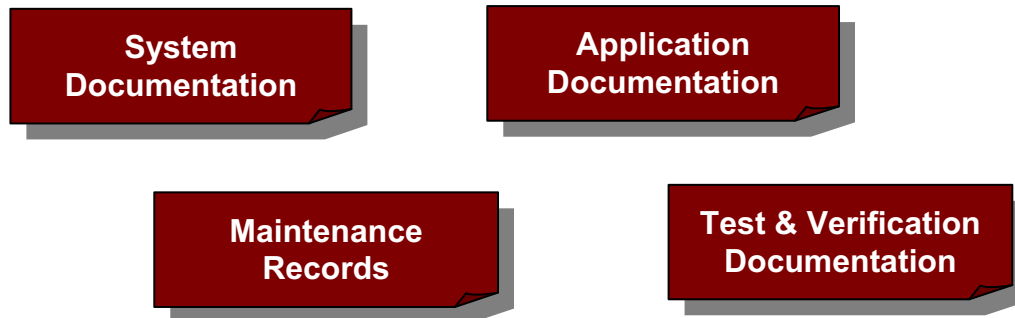 System
Documentation
Application
Documentation
Maintenance
Records
Test & Verification
Documentation